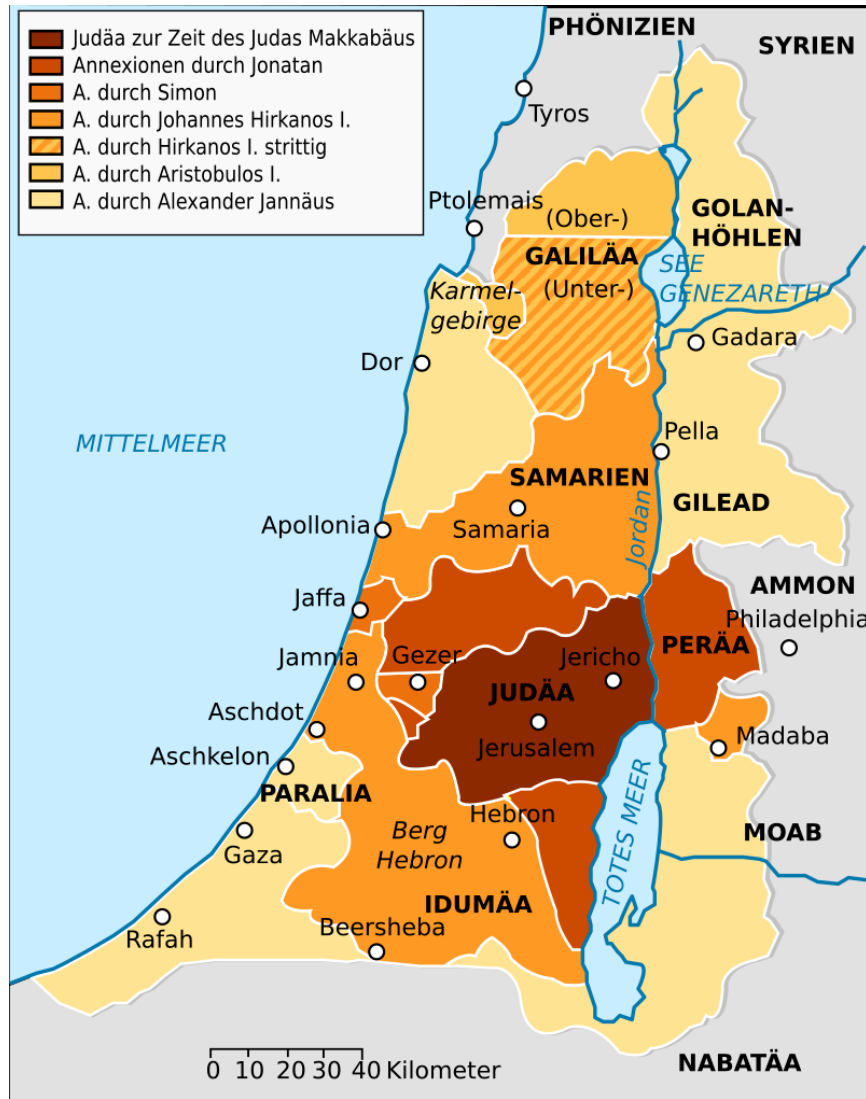 Judäa zur Zeit des Judas Makkabäus
Annexionen durch Jonatan
A. durch Simon
A. durch Johannes Hirkanos I.
A. durch Hirkanos I. strittig
A. durch Aristobulos I.
A. durch Alexander Jannäus
PHÖNIZIEN
SYRIEN
Tyros
Ptolemais
(Ober-)
GOLAN-
HÖHLEN
GALILÄA
(Unter-)
SEE
GENEZARETH
Karmel-
gebirge
Gadara
Dor
MITTELMEER
Pella
SAMARIEN
GILEAD
Samaria
Apollonia
Jordan
Jaffa
AMMON
Philadelphia
PERÄA
Jamnia
Gezer
Jericho
JUDÄA
Aschdot
Jerusalem
Madaba
Aschkelon
PARALIA
TOTES MEER
Hebron
MOAB
Gaza
Berg
Hebron
IDUMÄA
Rafah
Beersheba
0 10 20 30 40 Kilometer
NABATÄA